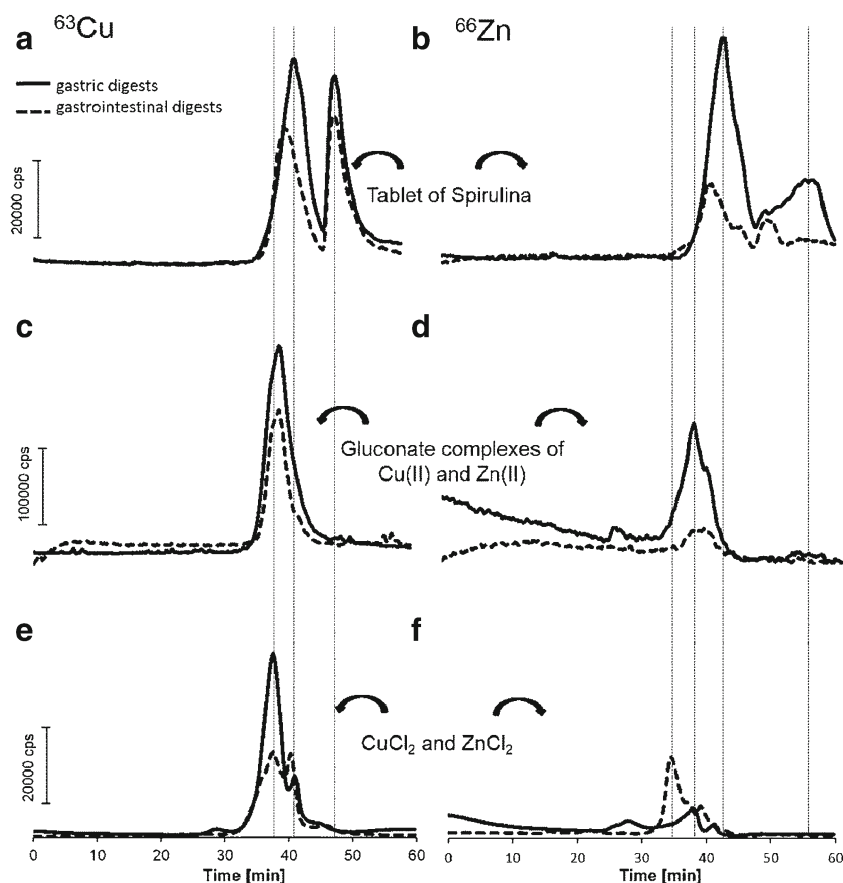 a ⁶³Cu
b ⁶⁶Zn
gastric digests
gastrointestinal digests
20000 cps
Tablet of Spirulina
c
d
100000 cps
Gluconate complexes of
Cu(II) and Zn(II)
e
f
20000 cps
CuCl₂ and ZnCl₂
0 10 20 30 40 50 60
0 10 20 30 40 50 60
Time [min]
Time [min]